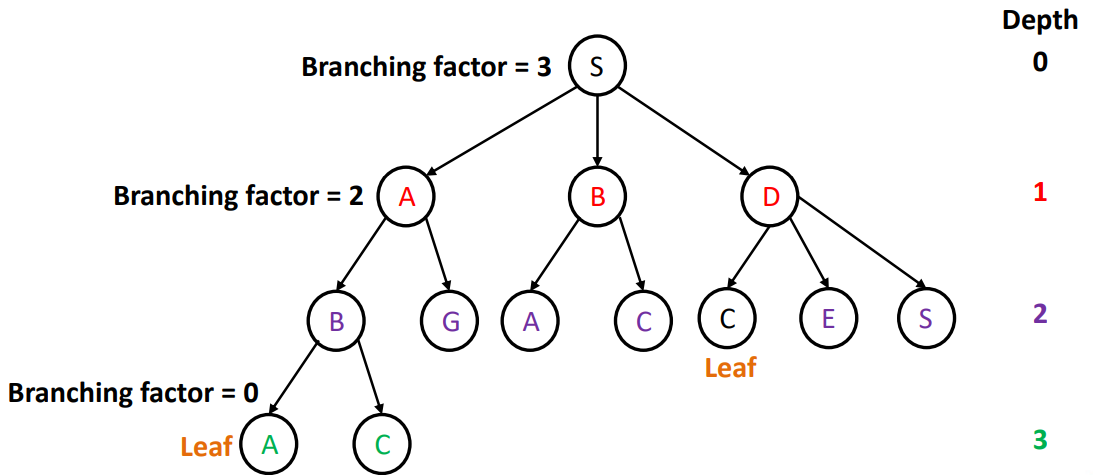 Depth
Branching factor = 3 S 0
Branching factor = 2 A B D 1
B G A C C E S 2
Leaf
Branching factor = 0
Leaf A C 3